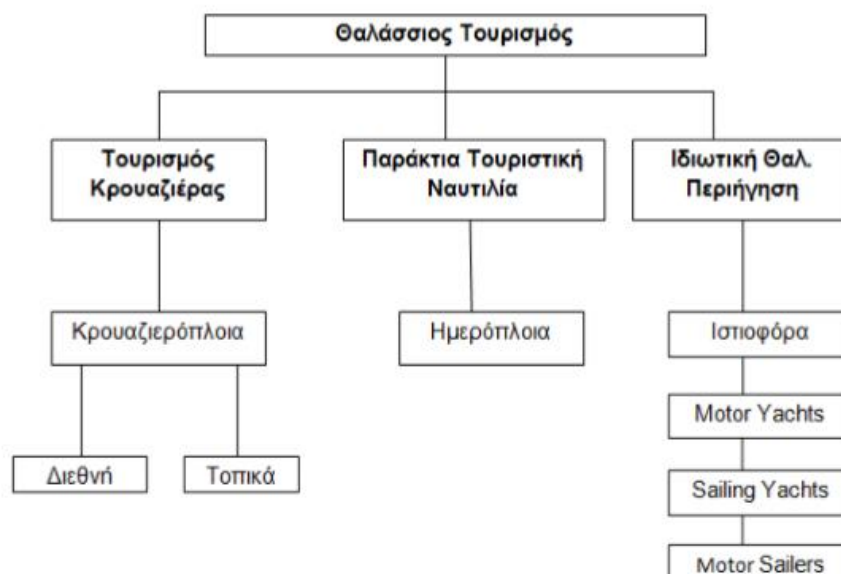 Θαλάσσιος Τουρισμός
Τουρισμός
Κρουαζιέρας
Παράκτια Τουριστική
Ναυτιλία
Ιδιωτική Θαλ.
Περιήγηση
Κρουαζιερόπλοια
Ημερόπλοια
Ιστιοφόρα
Motor Yachts
Διεθνή
Τοπικά
Sailing Yachts
Motor Sailers